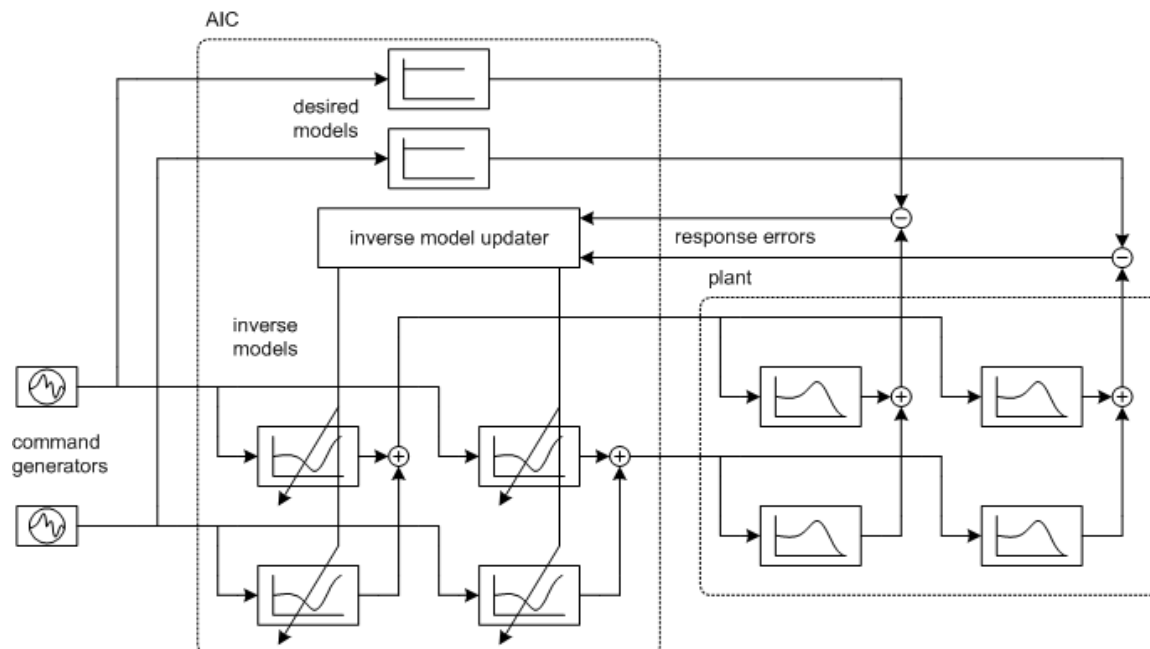 AIC
desired
models
inverse model updater
response errors
plant
inverse
models
command
generators